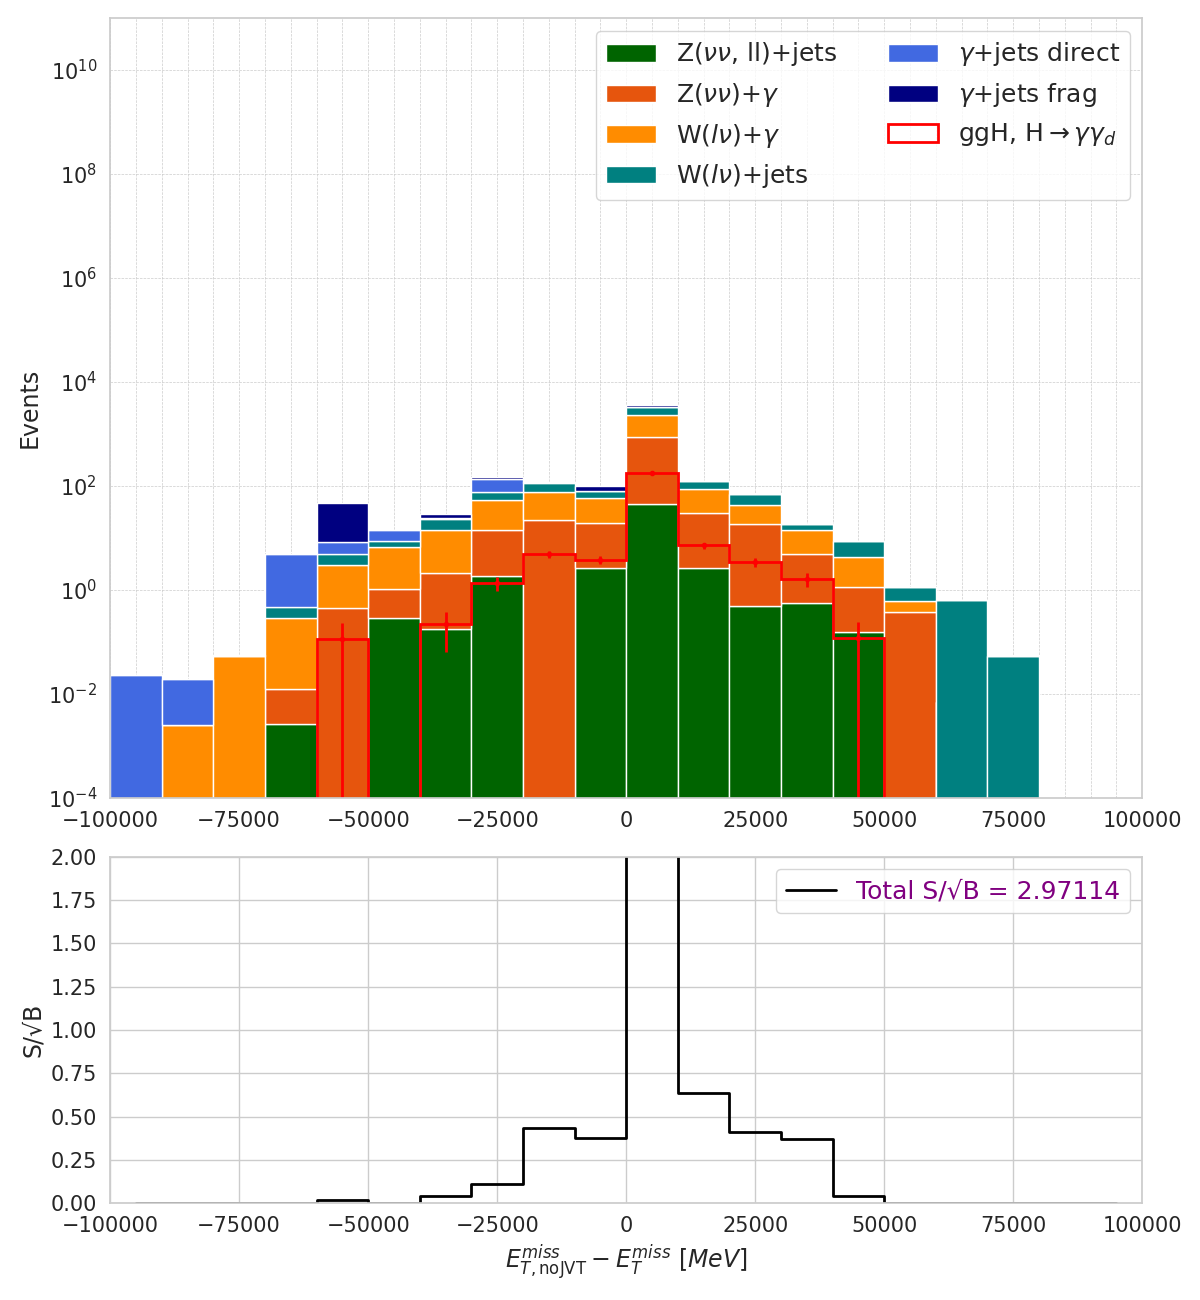 Z(νν, ll)+jets
Z(νν)+γ
W(lν)+γ
W(lν)+jets
γ+jets direct
γ+jets frag
ggH, H→γγ_d
Events
10^10
10^8
10^6
10^4
10^2
10^0
10^−2
10^−4
−100000 −75000 −50000 −25000 0 25000 50000 75000 100000
Total S/√B = 2.97114
S/√B
2.00
1.75
1.50
1.25
1.00
0.75
0.50
0.25
0.00
−100000 −75000 −50000 −25000 0 25000 50000 75000 100000
E_{T,noJVT}^{miss} − E_T^{miss} [MeV]